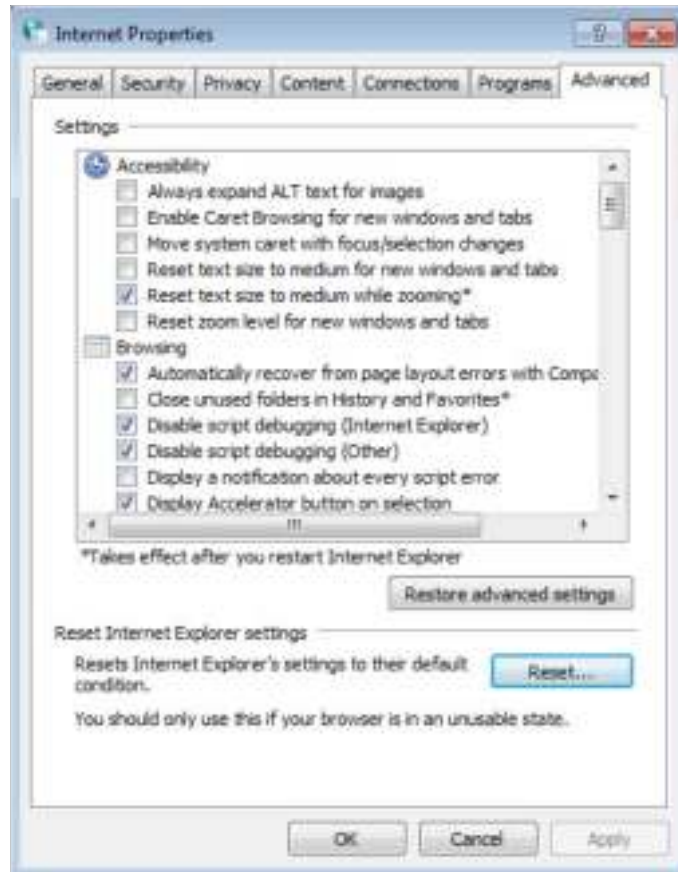 Internet Properties
General Security Privacy Content Connections Programs Advanced
Settings
Accessibility
Always expand ALT text for images
Enable Caret Browsing for new windows and tabs
Move system caret with focus/selection changes
Reset text size to medium for new windows and tabs
Reset text size to medium while zooming*
Reset zoom level for new windows and tabs
Browsing
Automatically recover from page layout errors with Compa
Close unused folders in History and Favorites*
Disable script debugging (Internet Explorer)
Disable script debugging (Other)
Display a notification about every script error
Display Accelerator button on selection
*Takes effect after you restart Internet Explorer
Restore advanced settings
Reset Internet Explorer settings
Resets Internet Explorer's settings to their default
condition.
Reset...
You should only use this if your browser is in an unusable state.
OK Cancel Apply